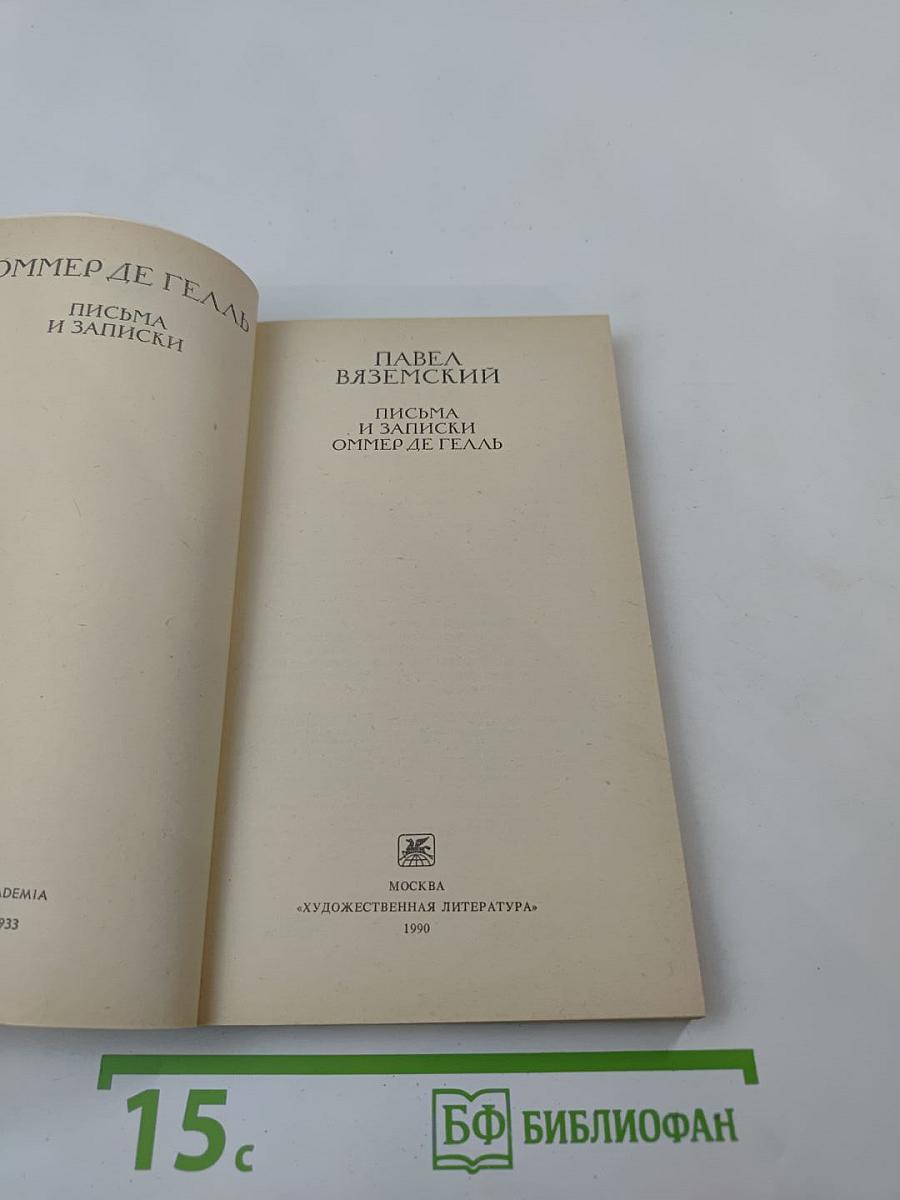 ОММЕР ДЕ ГЕЛЛЬ
ПИСЬМА
И ЗАПИСКИ
ПАВЕЛ
ВЯЗЕМСКИЙ
ПИСЬМА
И ЗАПИСКИ
ОММЕР ДЕ ГЕЛЛЬ
МОСКВА
«ХУДОЖЕСТВЕННАЯ ЛИТЕРАТУРА»
1990
ADEMIA
933
15 с
БФ БИБЛИОФАН